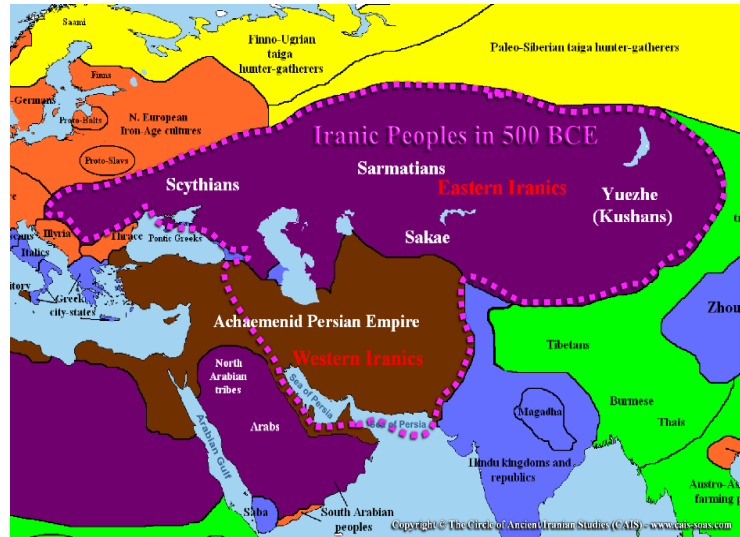 Saami
Finno-Ugrian
taiga
hunter-gatherers
Paleo-Siberian taiga hunter-gatherers
Finns
-Germans
Proto-Balts
N. European
Iron-Age cultures
Proto-Slavs
Iranic Peoples in 500 BCE
Sarmatians
Scythians
Eastern Iranics
Yuezhe
(Kushans)
Sakae
Illyria
Thrace
Pontic Greeks
Italics
Greek
city-states
Achaemenid Persian Empire
Western Iranics
Zhou
Tibetans
North
Arabian
tribes
Sea of Persia
Sea of Persia
Arabs
Arabian Gulf
Magadha
Burmese
Thais
Hindu kingdoms and
republics
Saba
South Arabian
peoples
Austro-As
farming p
Copyright © The Circle of Ancient Iranian Studies (CAIS) - www.cais-soas.com